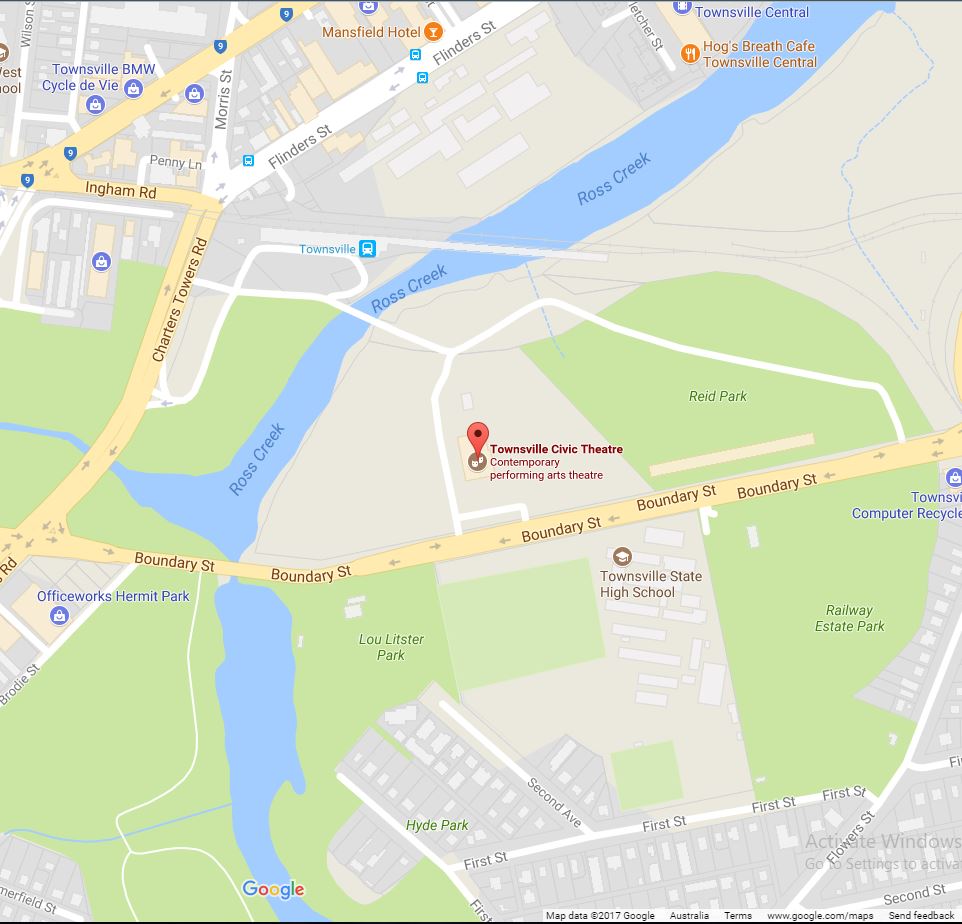 Wilson S
9
Townsville Central
Mansfield Hotel
Flinders St
etcher St
9
Hog's Breath Cafe
Townsville Central
Townsville BMW
Cycle de Vie
est
ool
Morris St
Flinders St
9
Penny Ln
9
Ingham Rd
Ross Creek
Townsville
Charters Towers Rd
Ross Creek
Reid Park
Ross Creek
Townsville Civic Theatre
Contemporary
performing arts theatre
Boundary St
Boundary St
Boundary St
Townsvi
Computer Recycle
Boundary St
Boundary St
s Rd
Townsville State
High School
Officeworks Hermit Park
Railway
Estate Park
Lou Litster
Park
Brodie St
Second Ave
First St
First St
First St
Hyde Park
Flowers St
First St
Fi
Activate Windows
Go to Settings to activa
Google
merfield St
First
Second St
Map data ©2017 Google
Australia
Terms
www.google.com/maps
Send feedback